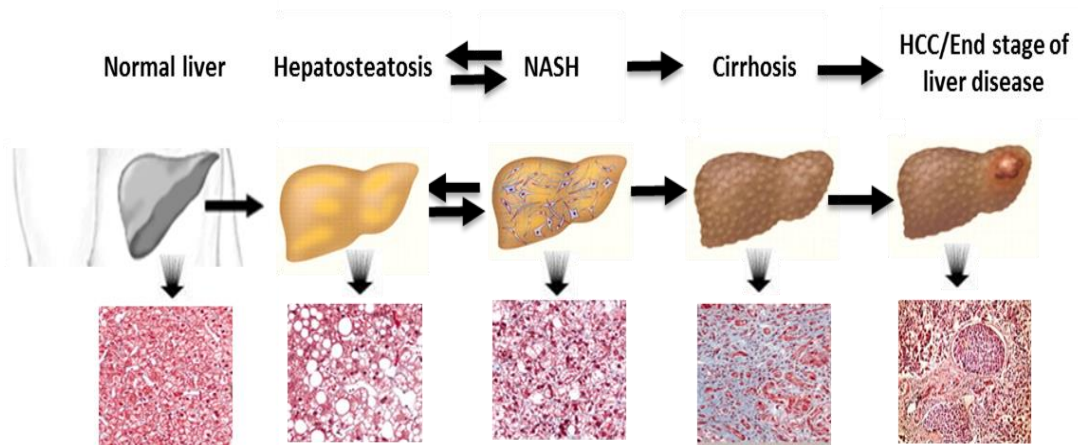 Normal liver
Hepatosteatosis
NASH
Cirrhosis
HCC/End stage of
liver disease